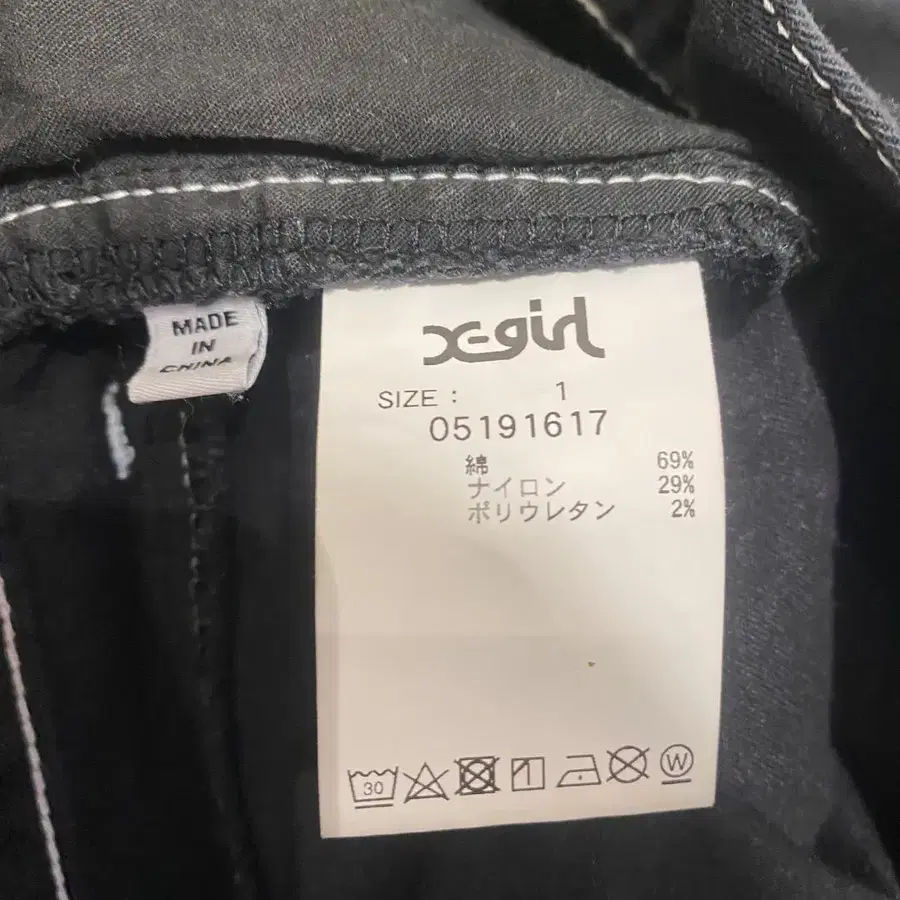 MADE
IN
CHINA
X-girl
SIZE : 1
05191617
綿 69%
ナイロン 29%
ポリウレタン 2%
30
W